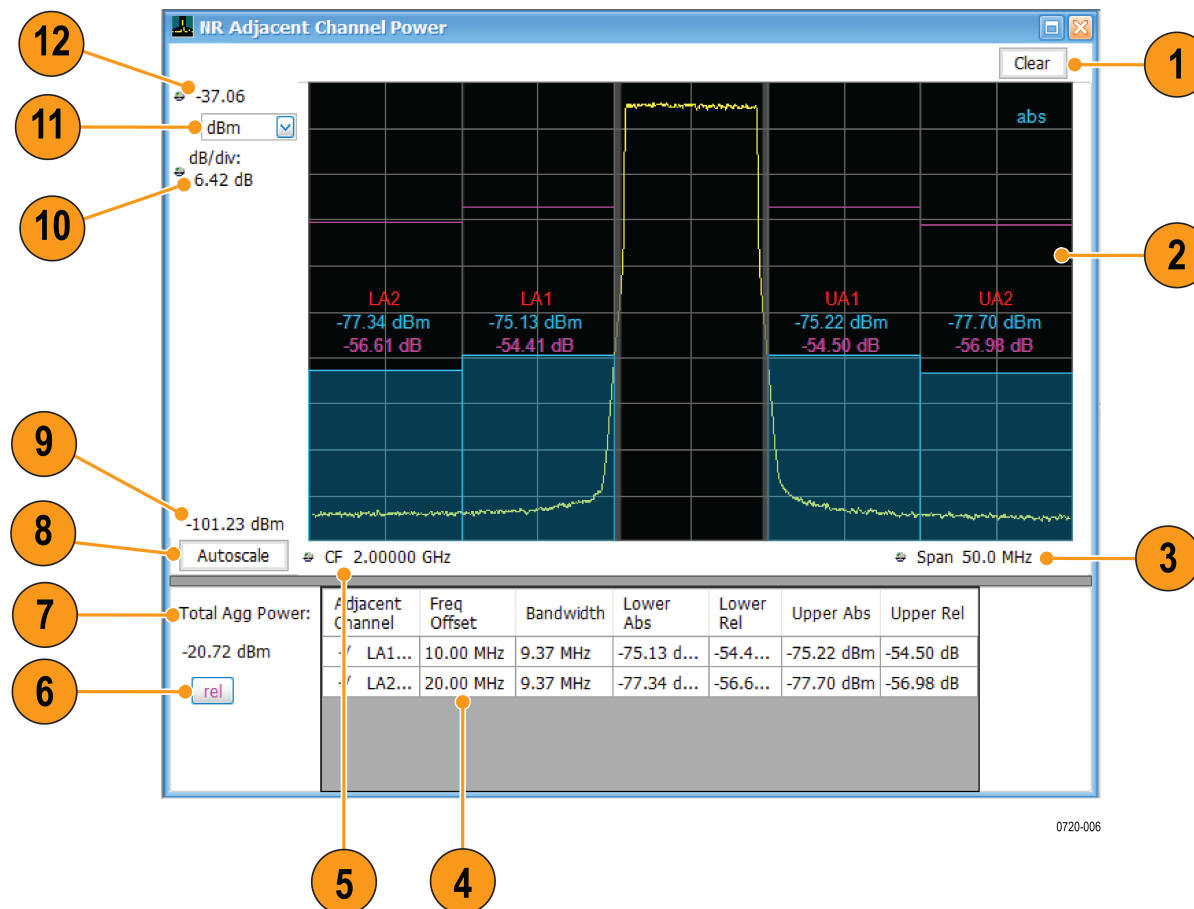 NR Adjacent Channel Power
12
1
Clear
-37.06
11
dBm
abs
dB/div:
6.42 dB
10
2
LA2
-77.34 dBm
-56.61 dB
LA1
-75.13 dBm
-54.41 dB
UA1
-75.22 dBm
-54.50 dB
UA2
-77.70 dBm
-56.98 dB
9
-101.23 dBm
8
Autoscale
CF 2.00000 GHz
Span 50.0 MHz
3
7
Total Agg Power:
-20.72 dBm
6
rel
Adjacent Channel Freq Offset Bandwidth Lower Abs Lower Rel Upper Abs Upper Rel
LA1... 10.00 MHz 9.37 MHz -75.13 d... -54.4... -75.22 dBm -54.50 dB
LA2... 20.00 MHz 9.37 MHz -77.34 d... -56.6... -77.70 dBm -56.98 dB
0720-006
5
4